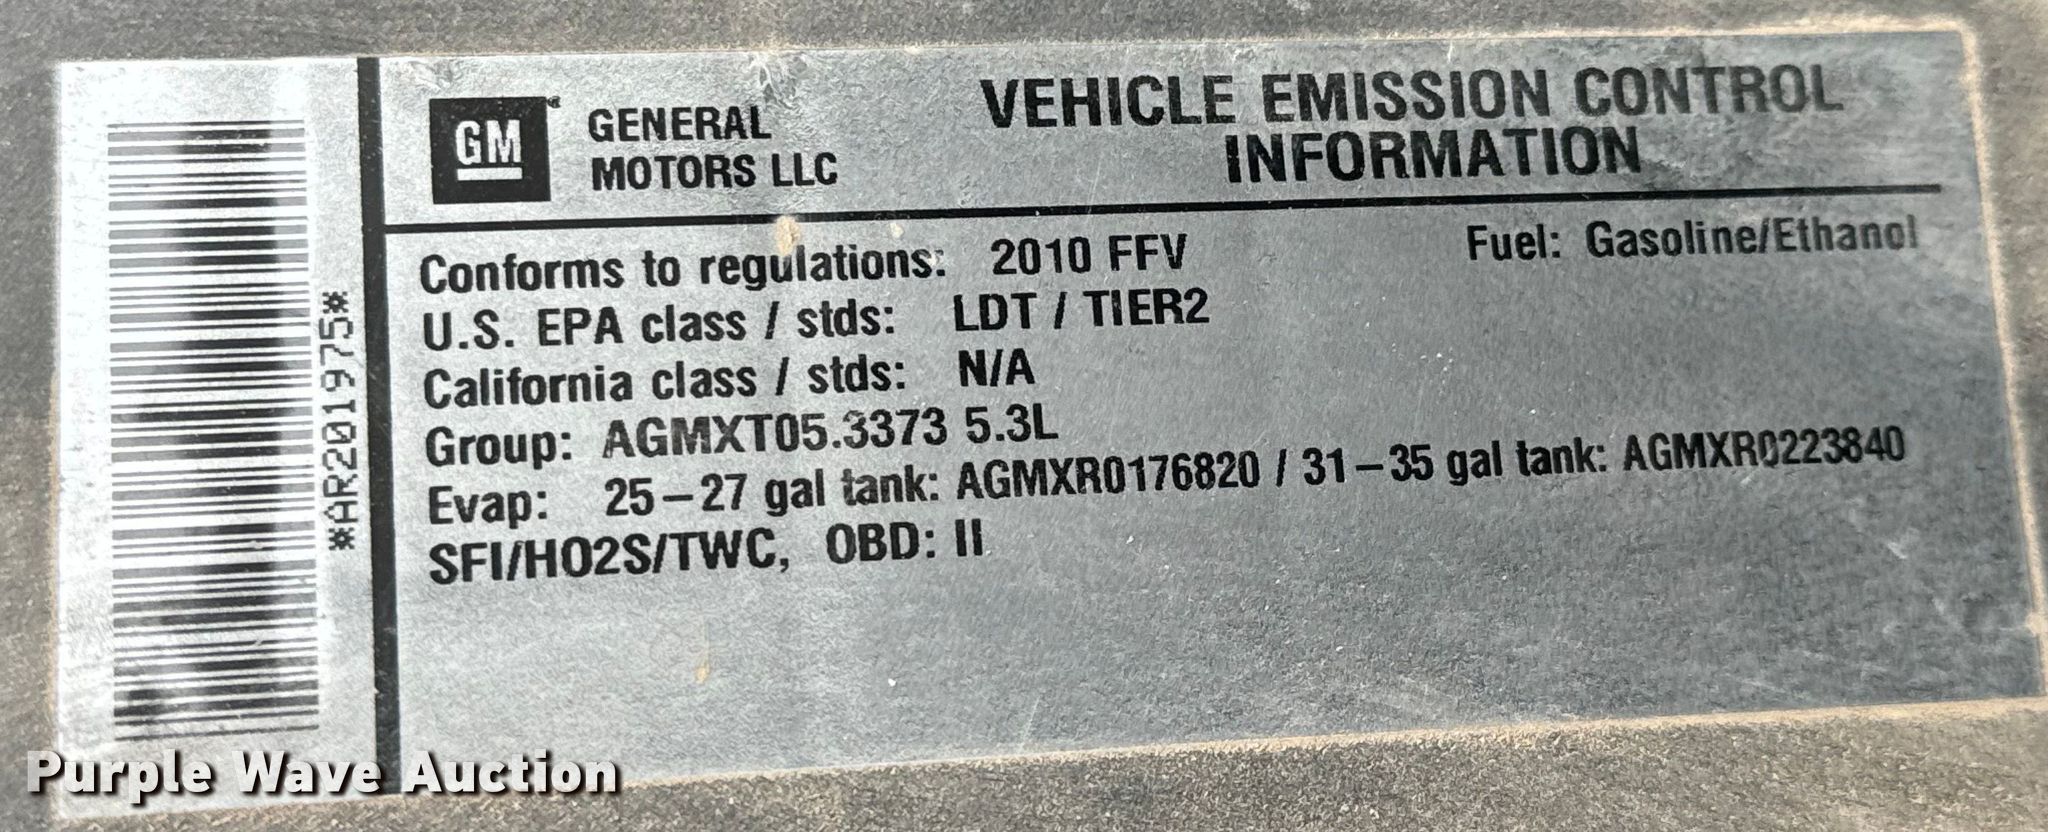 GM
GENERAL
MOTORS LLC
VEHICLE EMISSION CONTROL
INFORMATION
Conforms to regulations: 2010 FFV
Fuel: Gasoline/Ethanol
U.S. EPA class / stds: LDT / TIER2
California class / stds: N/A
Group: AGMXT05.3373 5.3L
Evap: 25-27 gal tank: AGMXR0176820 / 31-35 gal tank: AGMXR0223840
SFI/HO2S/TWC, OBD: II
*AR201975*
Purple Wave Auction